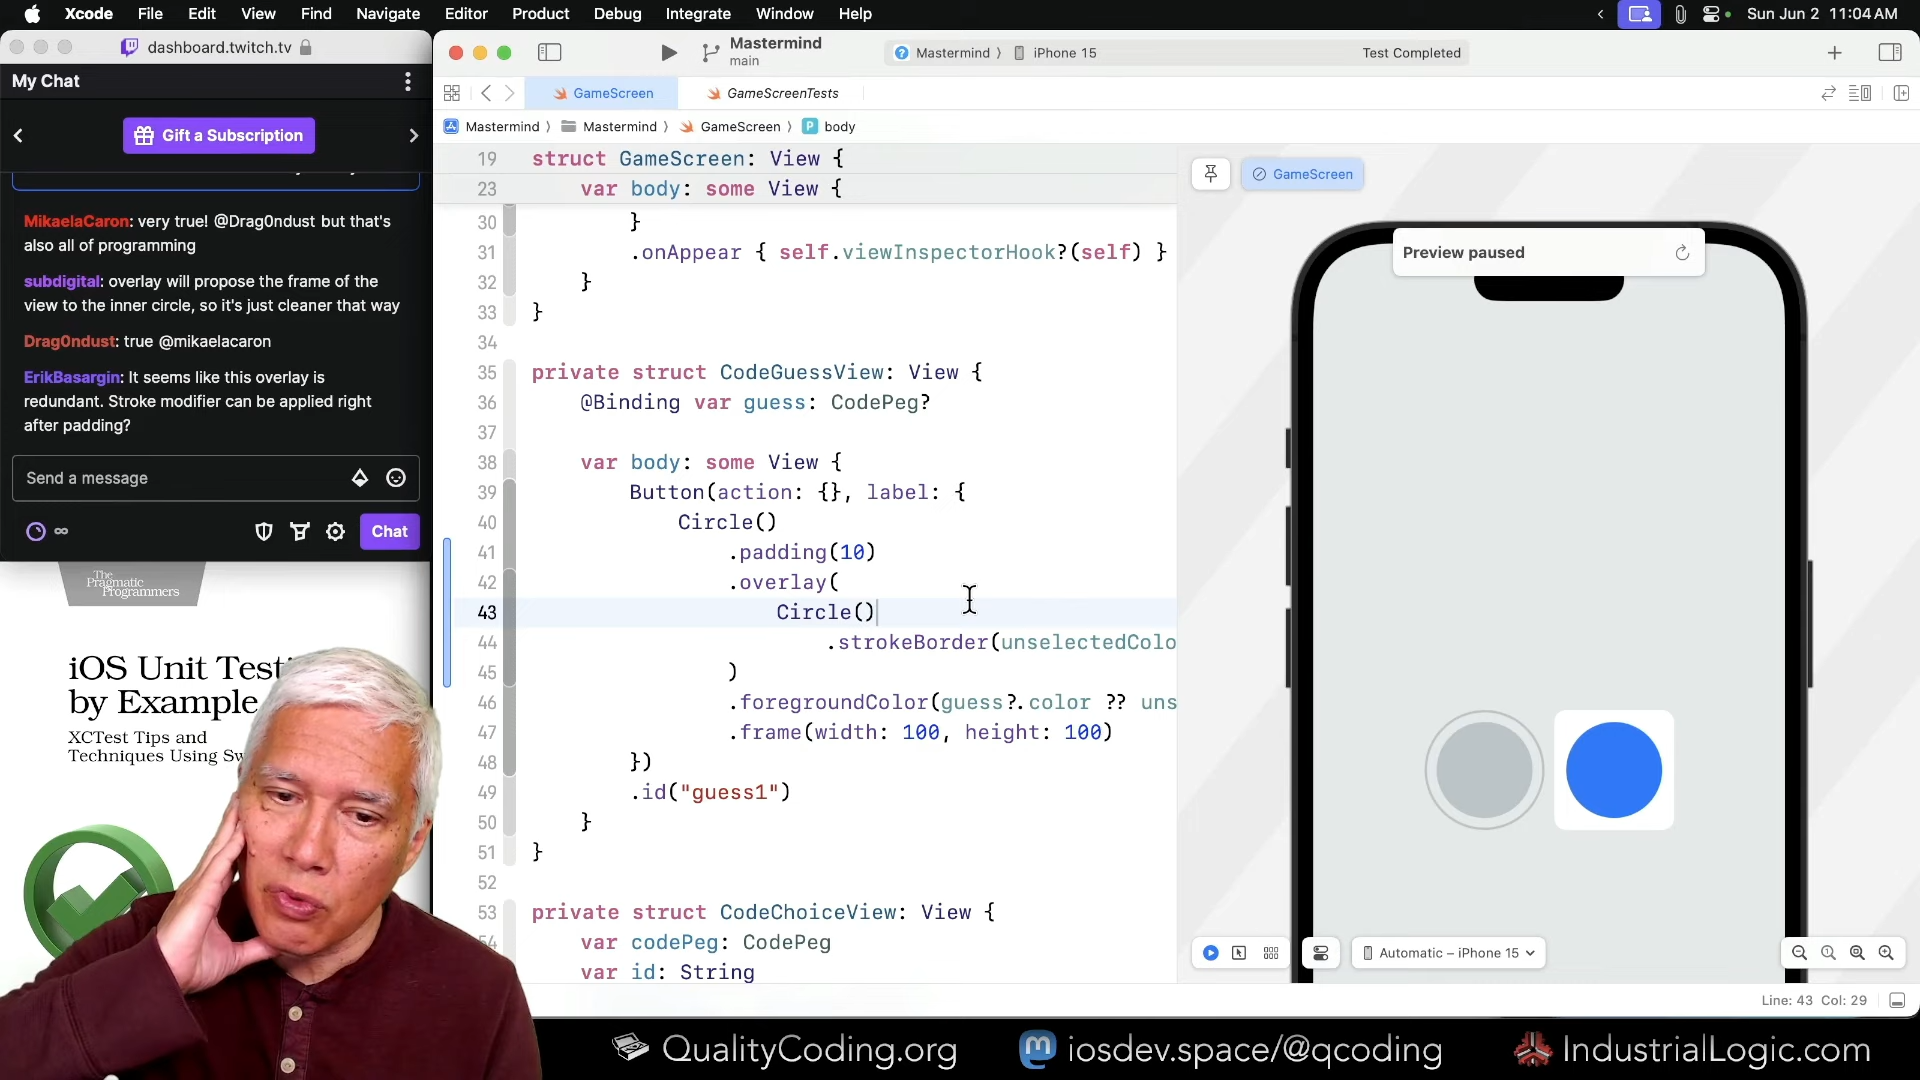 Xcode File Edit View Find Navigate Editor Product Debug Integrate Window Help
Sun Jun 2 11:04 AM
dashboard.twitch.tv
My Chat
Gift a Subscription
MikaelaCaron: very true! @Drag0ndust but that's
also all of programming
subdigital: overlay will propose the frame of the
view to the inner circle, so it's just cleaner that way
Drag0ndust: true @mikaelacaron
ErikBasargin: It seems like this overlay is
redundant. Stroke modifier can be applied right
after padding?
Send a message
Chat
The
Pragmatic
Programmers
iOS Unit Testi
by Example
XCTest Tips and
Techniques Using Sw
Mastermind
main
Mastermind 〉 iPhone 15
Test Completed
GameScreen
GameScreenTests
Mastermind 〉 Mastermind 〉 GameScreen 〉 P body
19 struct GameScreen: View {
23 var body: some View {
30 }
31 .onAppear { self.viewInspectorHook?(self) }
32 }
33 }
34
35 private struct CodeGuessView: View {
36 @Binding var guess: CodePeg?
37
38 var body: some View {
39 Button(action: {}, label: {
40 Circle()
41 .padding(10)
42 .overlay(
43 Circle()
44 .strokeBorder(unselectedColo
45 )
46 .foregroundColor(guess?.color ?? uns
47 .frame(width: 100, height: 100)
48 })
49 .id("guess1")
50 }
51 }
52
53 private struct CodeChoiceView: View {
54 var codePeg: CodePeg
var id: String
GameScreen
Preview paused
Automatic – iPhone 15
Line: 43 Col: 29
QualityCoding.org
iosdev.space/@qcoding
IndustrialLogic.com